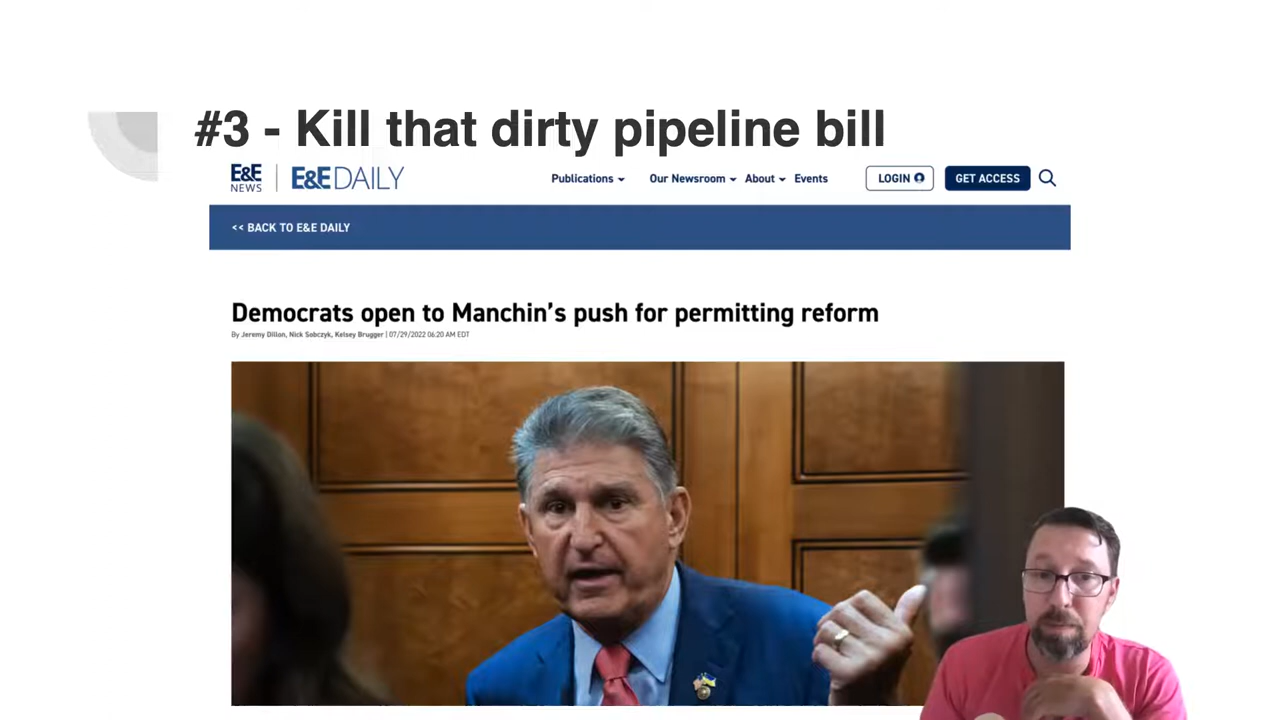 #3 - Kill that dirty pipeline bill
E&E NEWS | E&E DAILY Publications Our Newsroom About Events LOGIN GET ACCESS
<< BACK TO E&E DAILY
Democrats open to Manchin's push for permitting reform
By Jeremy Dillon, Nick Sobczyk, Kelsey Brugger | 07/29/2022 06:20 AM EDT